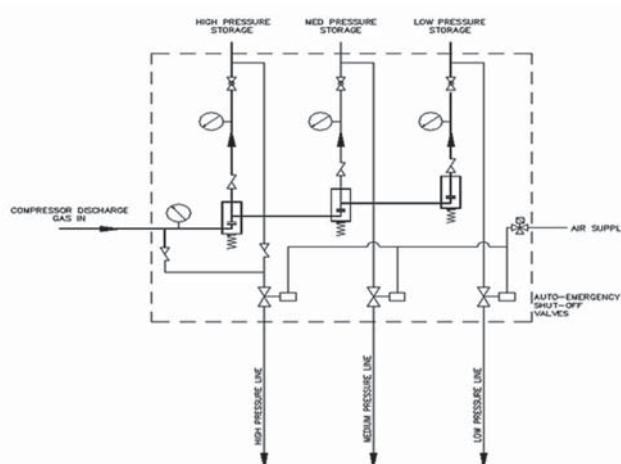 HIGH PRESSURE
STORAGE
MED PRESSURE
STORAGE
LOW PRESSURE
STORAGE
COMPRESSOR DISCHARGE
GAS IN
AIR SUPPL
AUTO-EMERGENCY
SHUT-OFF
VALVES
HIGH PRESSURE LINE
MEDIUM PRESSURE LINE
LOW PRESSURE LINE